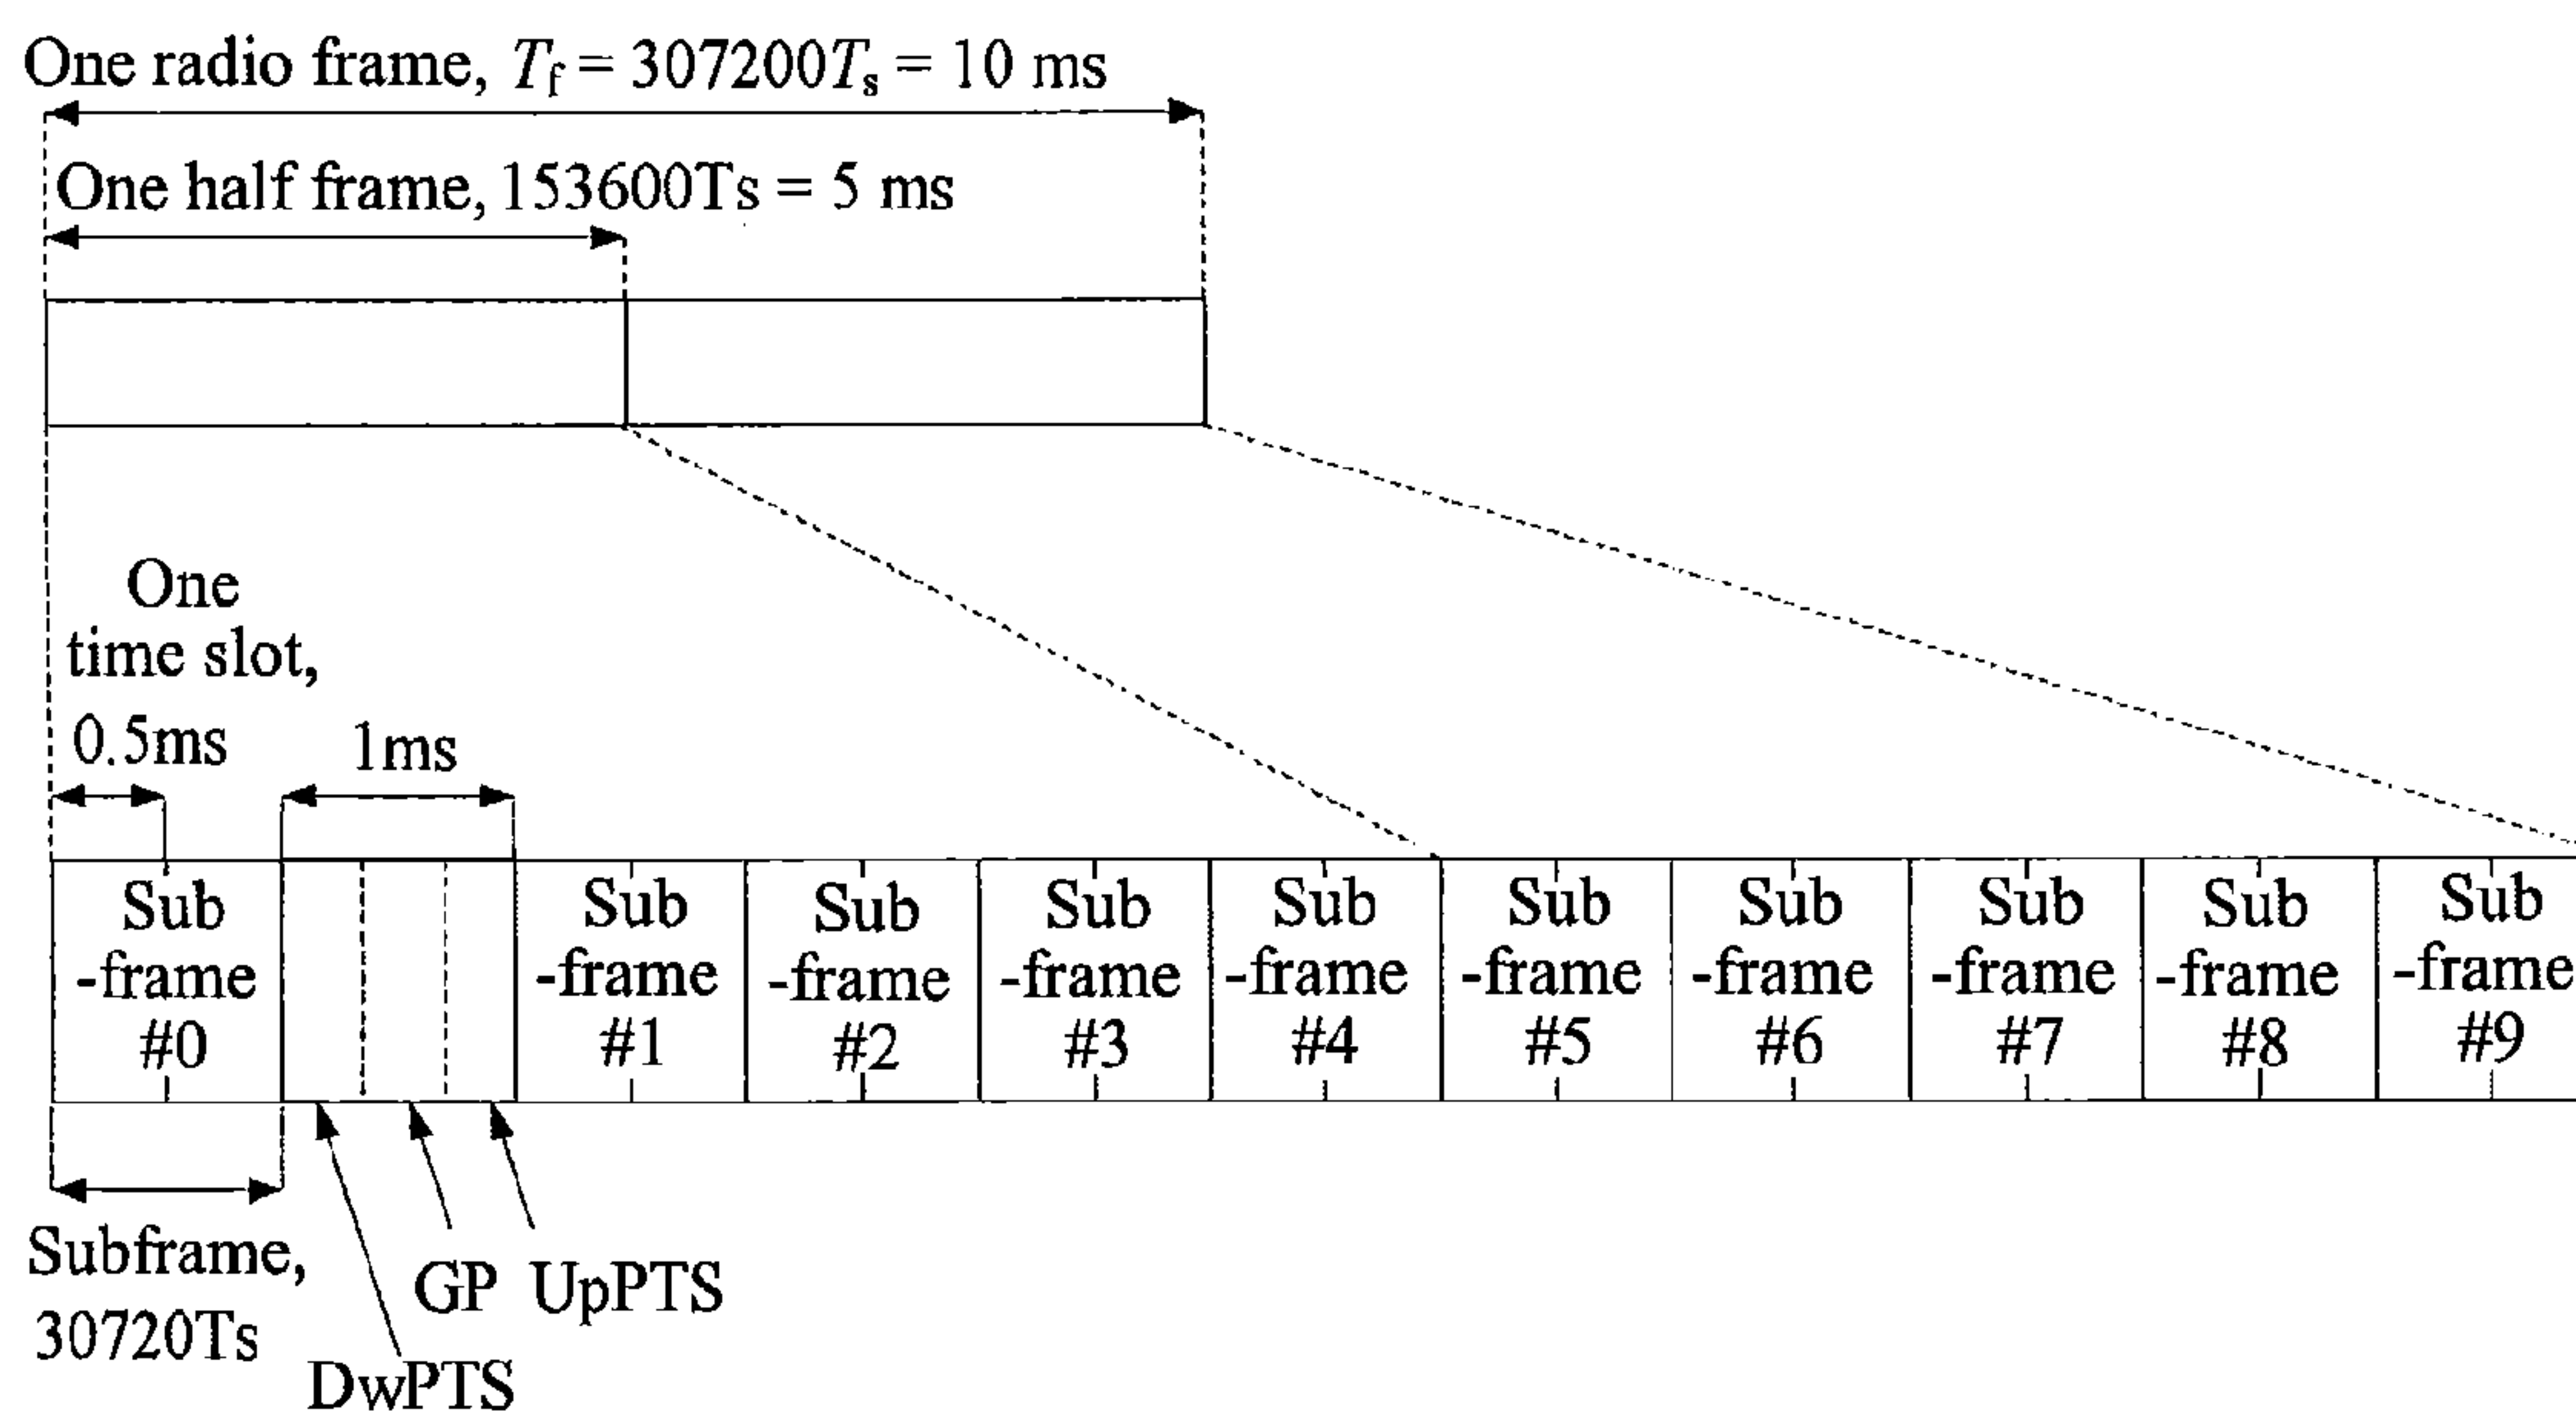 One radio frame, Tf = 307200Ts = 10 ms
One half frame, 153600Ts = 5 ms
One
time slot,
0.5ms
1ms
Sub
-frame
#0
Sub
-frame
#1
Sub
-frame
#2
Sub
-frame
#3
Sub
-frame
#4
Sub
-frame
#5
Sub
-frame
#6
Sub
-frame
#7
Sub
-frame
#8
Sub
-frame
#9
Subframe,
30720Ts
GP
UpPTS
DwPTS